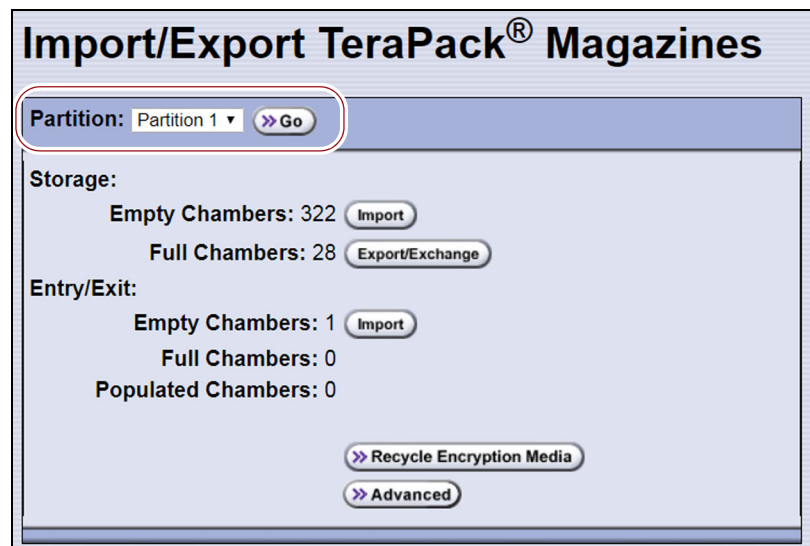 Import/Export TeraPack® Magazines
Partition: Partition 1 Go
Storage:
Empty Chambers: 322 Import
Full Chambers: 28 Export/Exchange
Entry/Exit:
Empty Chambers: 1 Import
Full Chambers: 0
Populated Chambers: 0
Recycle Encryption Media
Advanced